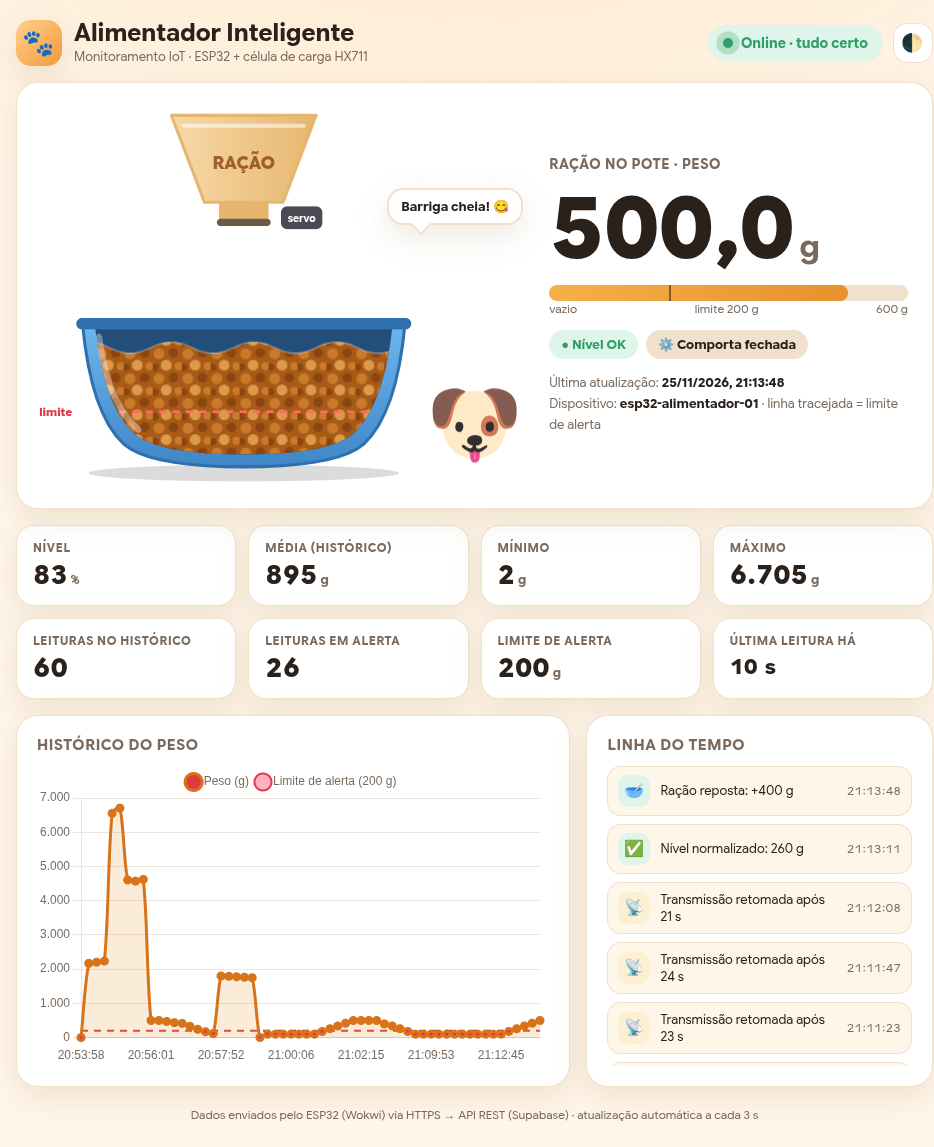 Alimentador Inteligente
Monitoramento IoT · ESP32 + célula de carga HX711
Online · tudo certo
RAÇÃO
servo
Barriga cheia! 😋
limite
RAÇÃO NO POTE · PESO
500,0 g
vazio limite 200 g 600 g
● Nível OK
⚙️ Comporta fechada
Última atualização: 25/11/2026, 21:13:48
Dispositivo: esp32-alimentador-01 · linha tracejada = limite
de alerta
NÍVEL
83 %
MÉDIA (HISTÓRICO)
895 g
MÍNIMO
2 g
MÁXIMO
6.705 g
LEITURAS NO HISTÓRICO
60
LEITURAS EM ALERTA
26
LIMITE DE ALERTA
200 g
ÚLTIMA LEITURA HÁ
10 s
HISTÓRICO DO PESO
Peso (g) Limite de alerta (200 g)
7.000
6.000
5.000
4.000
3.000
2.000
1.000
0
20:53:58 20:56:01 20:57:52 21:00:06 21:02:15 21:09:53 21:12:45
LINHA DO TEMPO
Ração reposta: +400 g 21:13:48
Nível normalizado: 260 g 21:13:11
Transmissão retomada após
21 s
21:12:08
Transmissão retomada após
24 s
21:11:47
Transmissão retomada após
23 s
21:11:23
Dados enviados pelo ESP32 (Wokwi) via HTTPS → API REST (Supabase) · atualização automática a cada 3 s